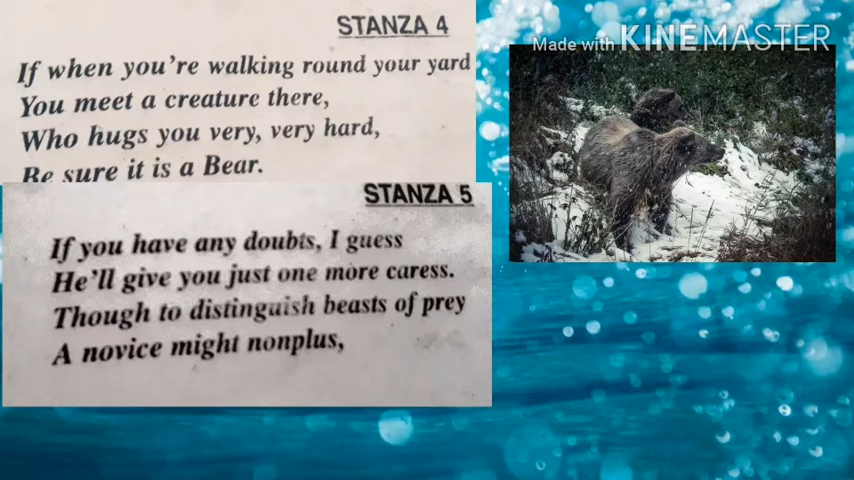 STANZA 4
If when you're walking round your yard
You meet a creature there,
Who hugs you very, very hard,
Be sure it is a Bear.
STANZA 5
If you have any doubts, I guess
He'll give you just one more caress.
Though to distinguish beasts of prey
A novice might nonplus,
Made with KINEMASTER